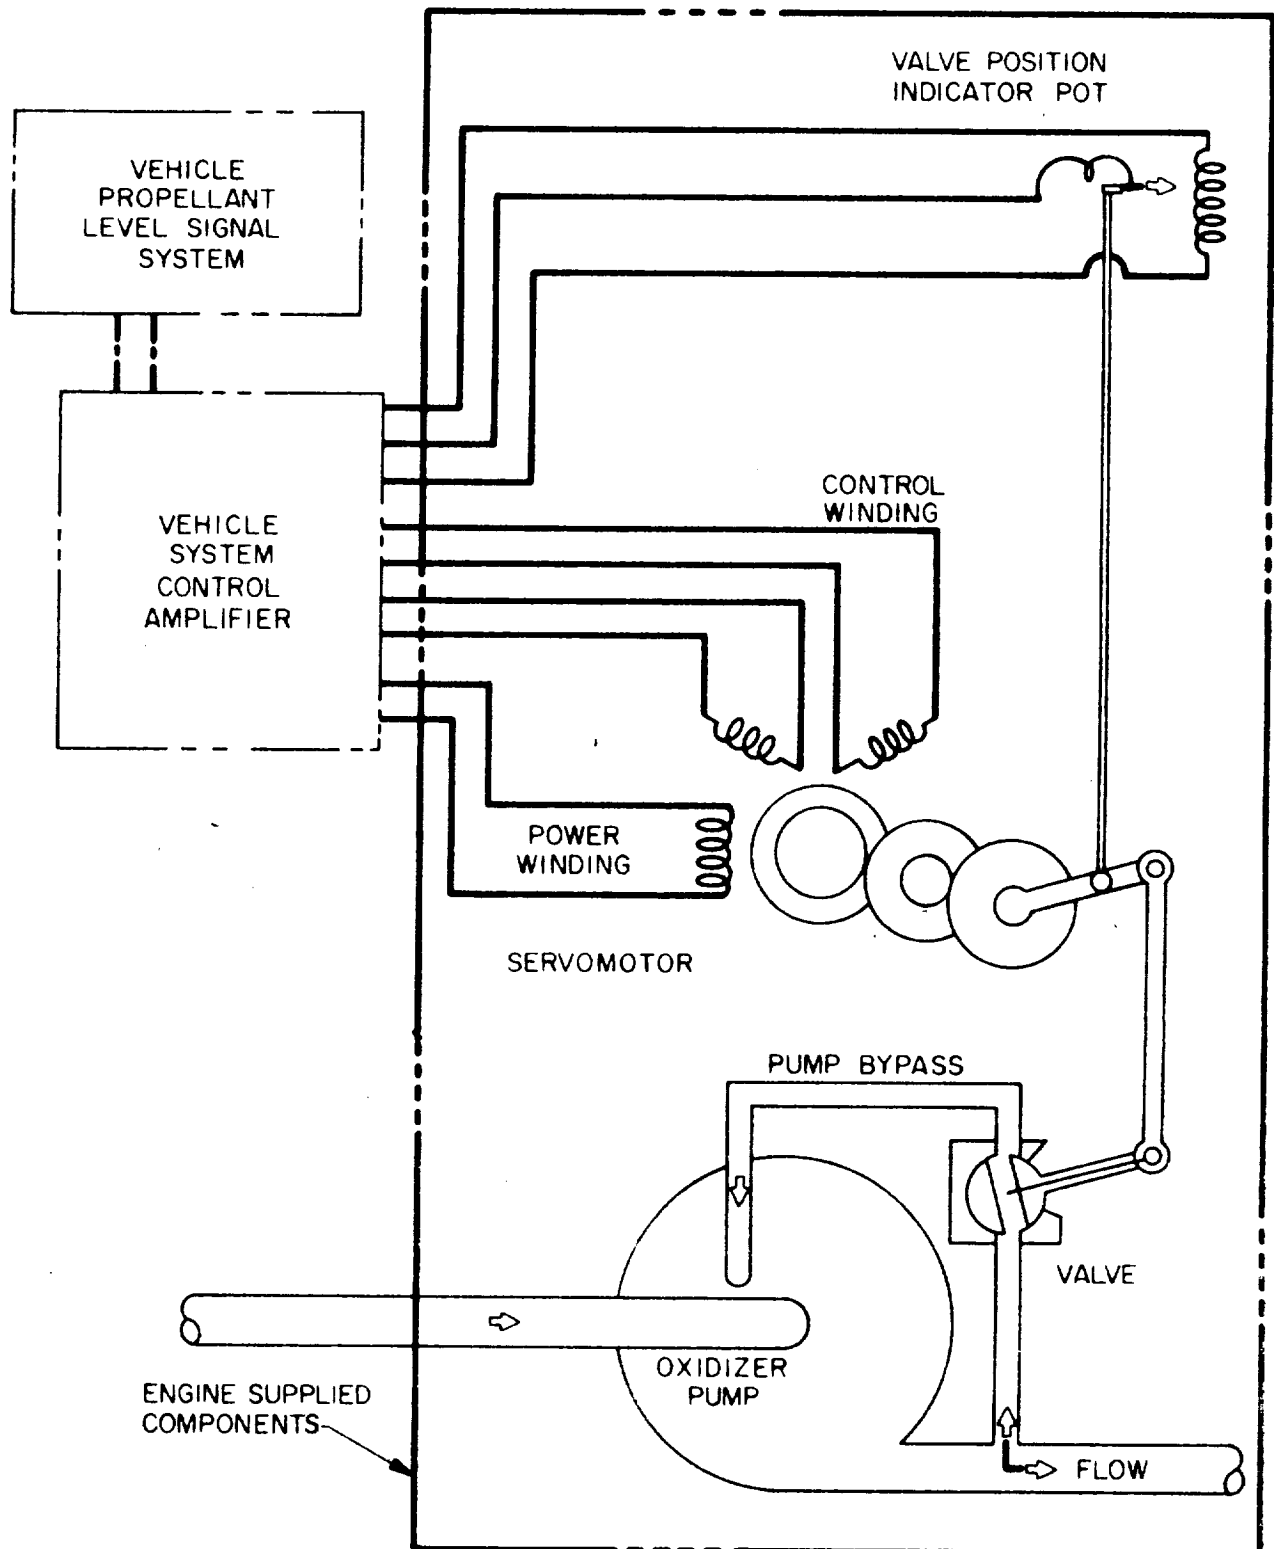 VALVE POSITION
INDICATOR POT
VEHICLE
PROPELLANT
LEVEL SIGNAL
SYSTEM
CONTROL
WINDING
VEHICLE
SYSTEM
CONTROL
AMPLIFIER
POWER
WINDING
SERVOMOTOR
PUMP BYPASS
VALVE
OXIDIZER
PUMP
ENGINE SUPPLIED
COMPONENTS
FLOW